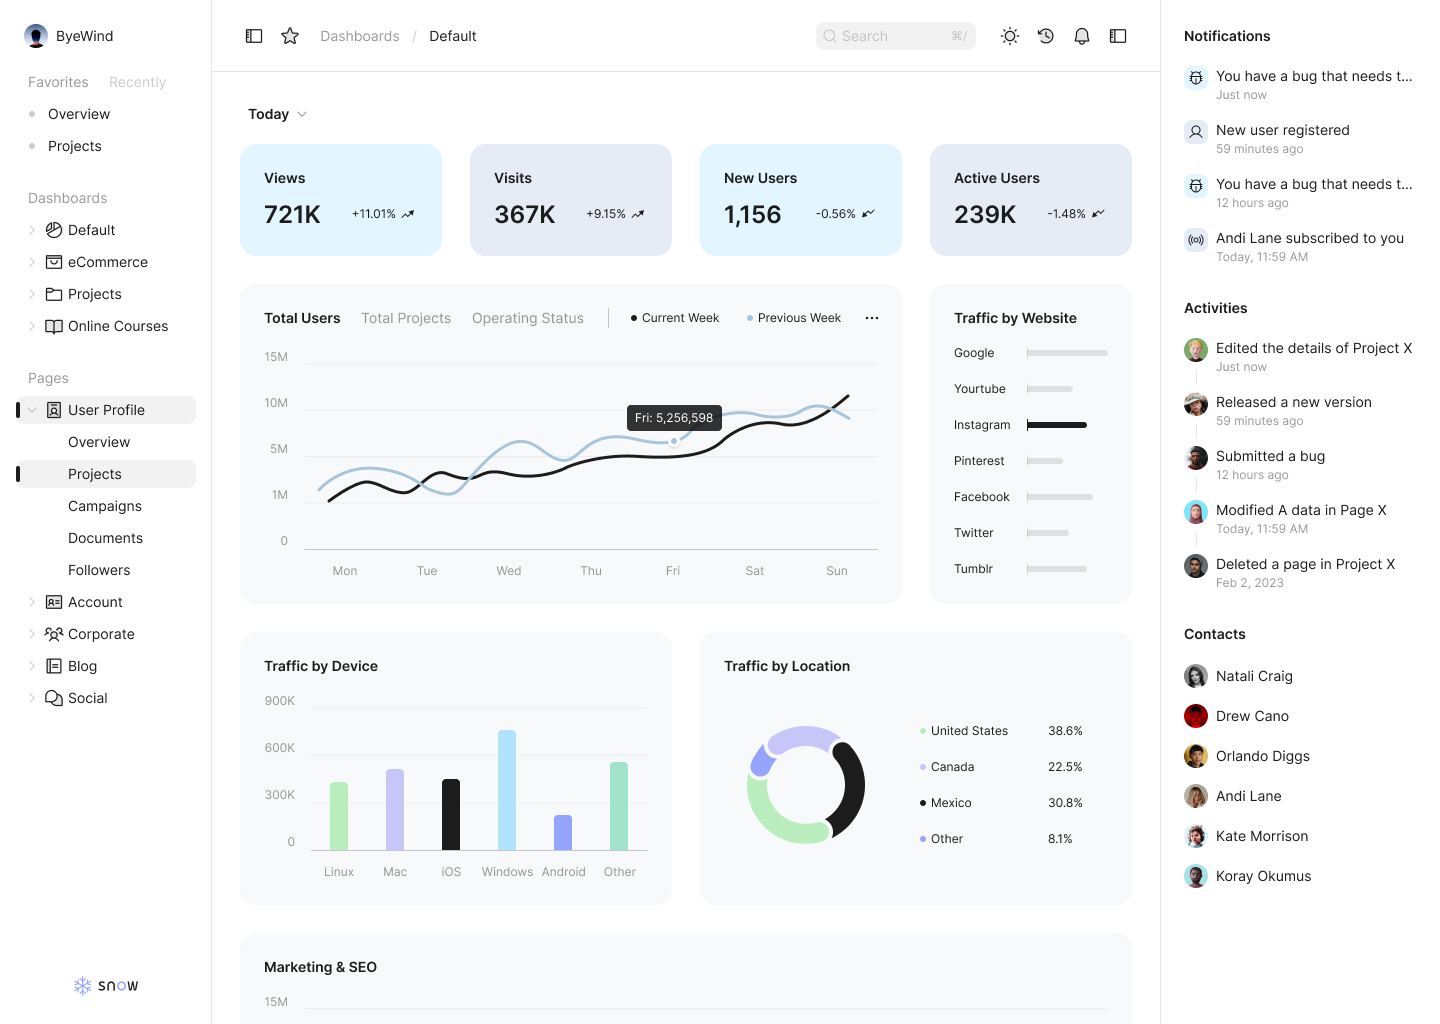 ByeWind
Favorites Recently
Overview
Projects
Dashboards
Default
eCommerce
Projects
Online Courses
Pages
User Profile
Overview
Projects
Campaigns
Documents
Followers
Account
Corporate
Blog
Social
snow
Dashboards / Default
Search ⌘/
Today
Views
721K +11.01%
Visits
367K +9.15%
New Users
1,156 -0.56%
Active Users
239K -1.48%
Total Users Total Projects Operating Status Current Week Previous Week
15M
10M
5M
1M
0
Fri: 5,256,598
Mon Tue Wed Thu Fri Sat Sun
Traffic by Website
Google
Yourtube
Instagram
Pinterest
Facebook
Twitter
Tumblr
Traffic by Device
900K
600K
300K
0
Linux Mac iOS Windows Android Other
Traffic by Location
United States 38.6%
Canada 22.5%
Mexico 30.8%
Other 8.1%
Marketing & SEO
15M
Notifications
You have a bug that needs t...
Just now
New user registered
59 minutes ago
You have a bug that needs t...
12 hours ago
Andi Lane subscribed to you
Today, 11:59 AM
Activities
Edited the details of Project X
Just now
Released a new version
59 minutes ago
Submitted a bug
12 hours ago
Modified A data in Page X
Today, 11:59 AM
Deleted a page in Project X
Feb 2, 2023
Contacts
Natali Craig
Drew Cano
Orlando Diggs
Andi Lane
Kate Morrison
Koray Okumus